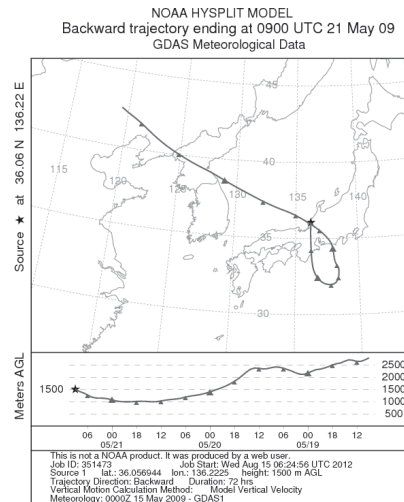 NOAA HYSPLIT MODEL
Backward trajectory ending at 0900 UTC 21 May 09
GDAS Meteorological Data
Source ★ at 36.06 N 136.22 E
45
115
120
125
40
130
135
140
35
30
Meters AGL
1500
2500
2000
1500
1000
500
06 00 18 12 06 00 18 12 06 00 18 12
05/21 05/20 05/19
This is not a NOAA product. It was produced by a web user.
Job ID: 351473 Job Start: Wed Aug 15 06:24:56 UTC 2012
Source 1 lat.: 36.056944 lon.: 136.2225 height: 1500 m AGL
Trajectory Direction: Backward Duration: 72 hrs
Vertical Motion Calculation Method: Model Vertical Velocity
Meteorology: 0000Z 15 May 2009 - GDAS1